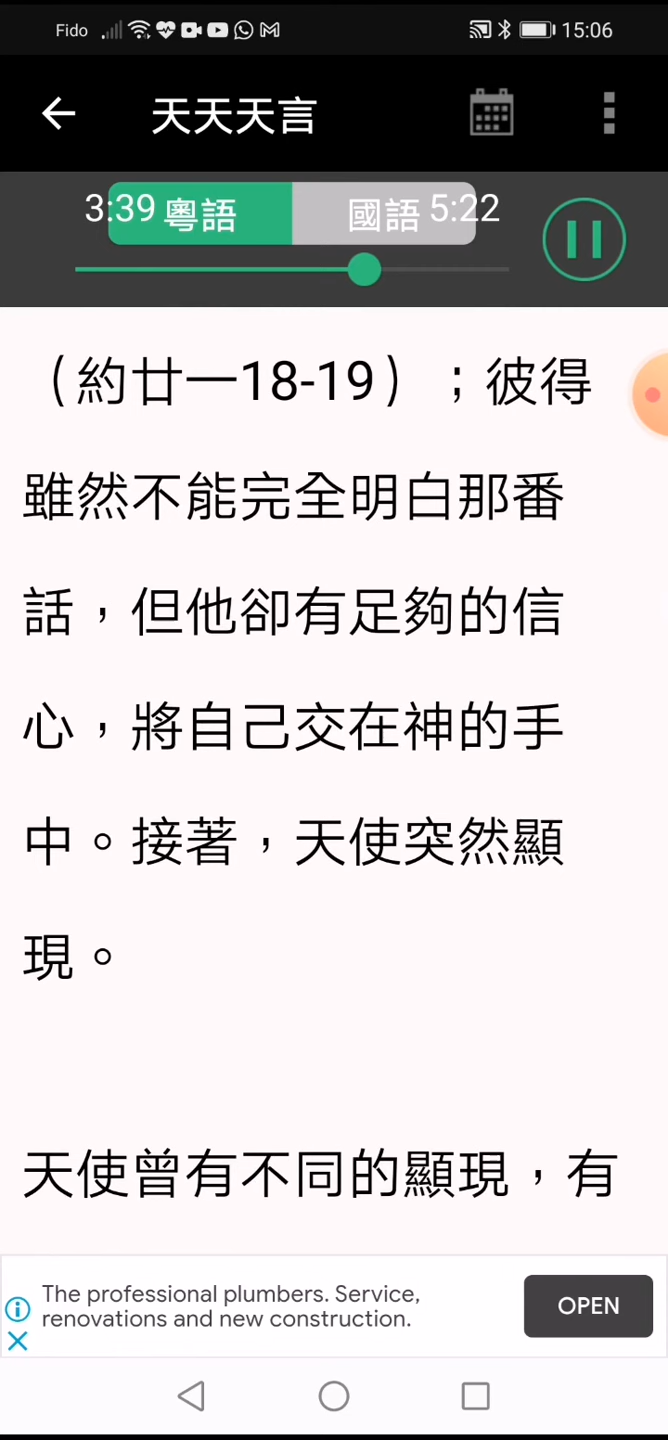 Fido 15:06
天天天言
3:39 粵語 國語 5:22
（約廿一18-19）；彼得
雖然不能完全明白那番
話，但他卻有足夠的信
心，將自己交在神的手
中。接著，天使突然顯
現。
天使曾有不同的顯現，有
The professional plumbers. Service,
renovations and new construction.
OPEN